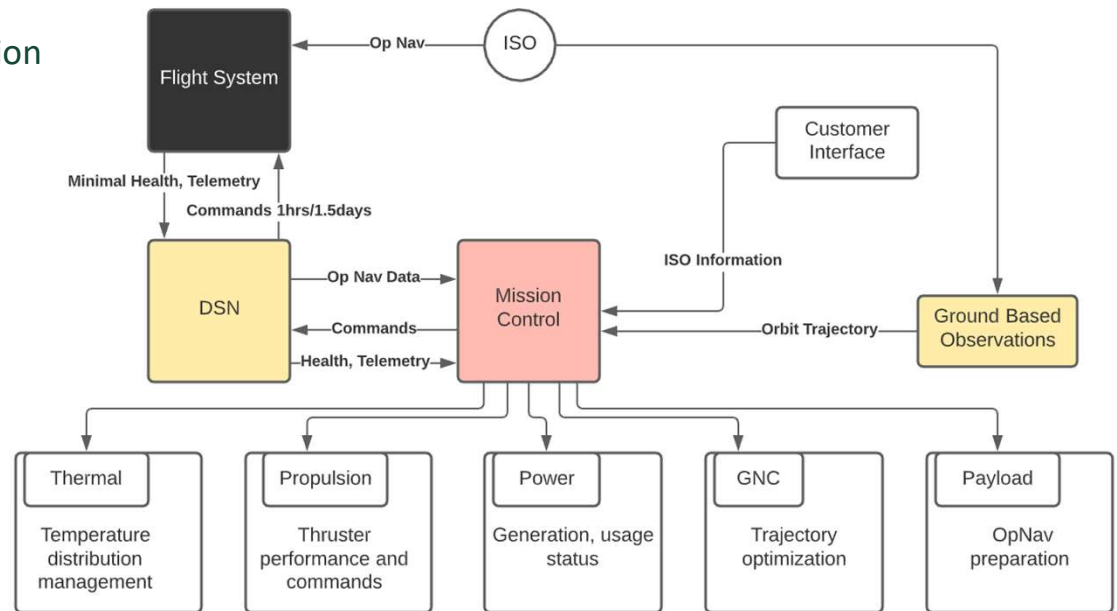 ion
Op Nav
ISO
Flight System
Customer
Interface
Minimal Health, Telemetry
Commands 1hrs/1.5days
ISO Information
DSN
Op Nav Data
Mission
Control
Commands
Orbit Trajectory
Ground Based
Observations
Health, Telemetry
Thermal
Temperature
distribution
management
Propulsion
Thruster
performance and
commands
Power
Generation, usage
status
GNC
Trajectory
optimization
Payload
OpNav
preparation